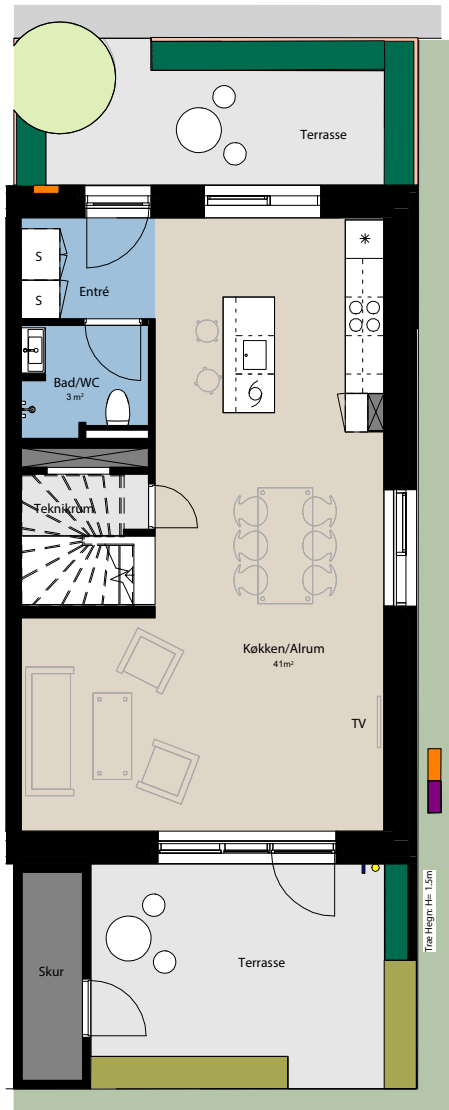 Terrasse
S
Entré
S
Bad/WC
3 m²
Teknikrum
Køkken/Alrum
41m²
TV
Træ Hegn: H= 1.5m
Skur
Terrasse